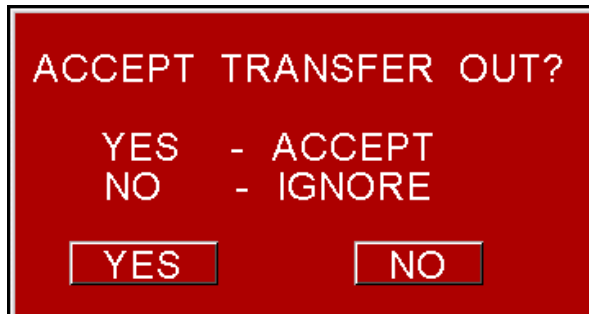 ACCEPT TRANSFER OUT?
YES - ACCEPT
NO - IGNORE
YES NO